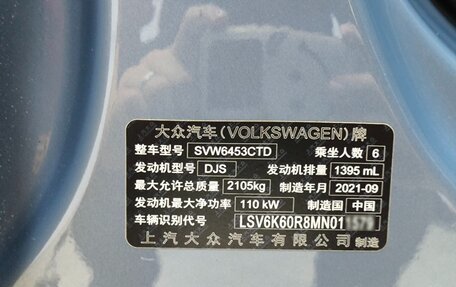 大众汽车(VOLKSWAGEN)牌
整车型号 SVW6453CTD 乘坐人数 6
发动机型号 DJS 发动机排量 1395 mL
最大允许总质量 2105kg 制造年月 2021-09
发动机最大净功率 110 kW 制造国 中国
车辆识别代号 LSV6K60R8MN01
上汽大众汽车有限公司 制造